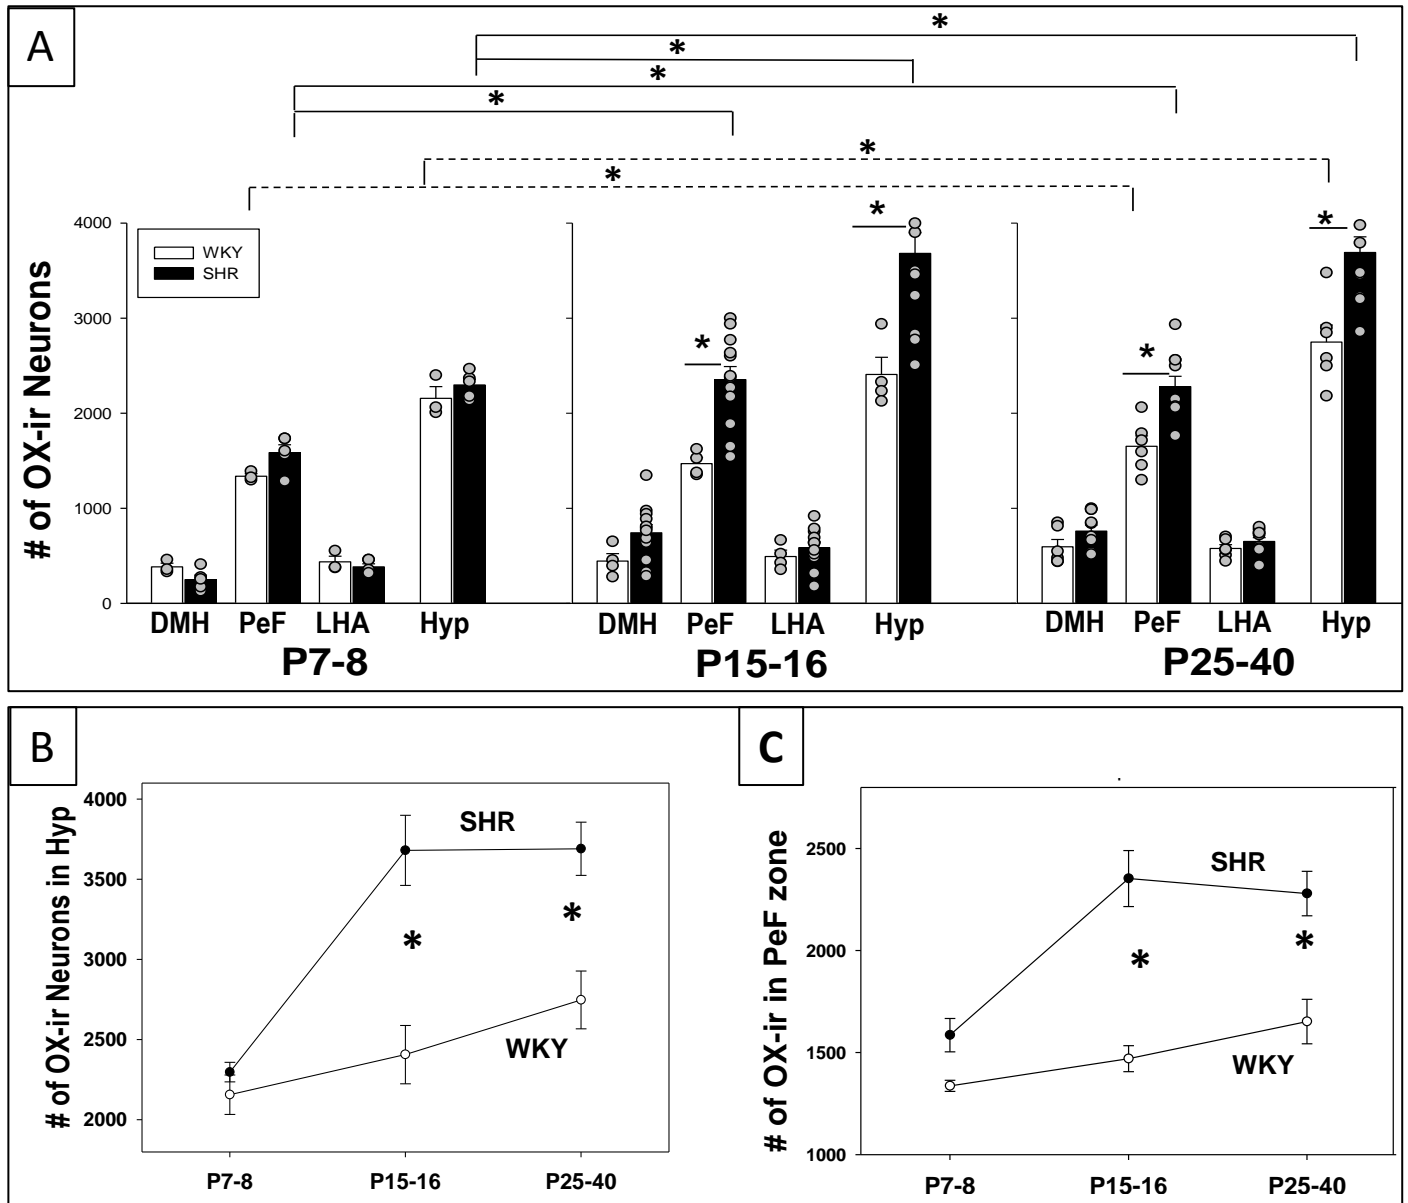 A
*
*
*
*
*
*
# of OX-ir Neurons
4000
3000
2000
1000
0
WKY
SHR
* *
* *
DMH PeF LHA Hyp
P7-8
DMH PeF LHA Hyp
P15-16
DMH PeF LHA Hyp
P25-40
B
# of OX-ir Neurons in Hyp
4000
3500
3000
2500
2000
SHR
* *
WKY
P7-8 P15-16 P25-40
C
# of OX-ir in PeF zone
2500
2000
1500
1000
SHR
* *
WKY
P7-8 P15-16 P25-40